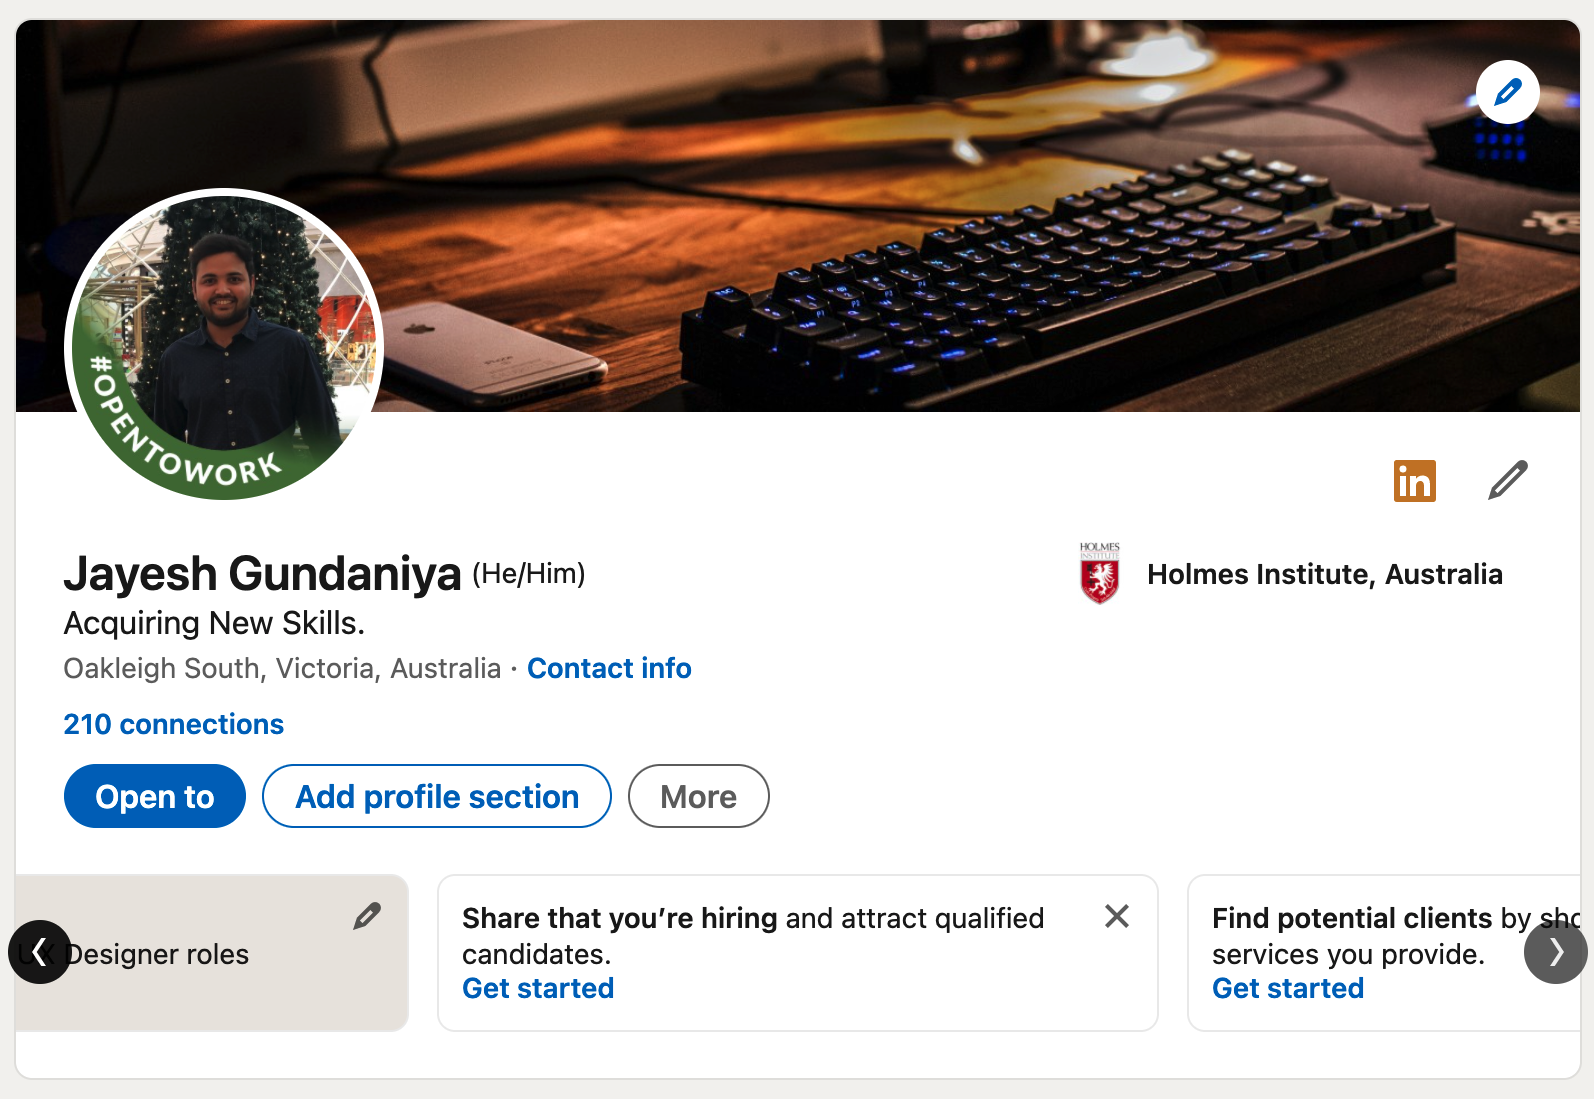 #OPENTOWORK
in
HOLMES
INSTITUTE
Jayesh Gundaniya (He/Him)
Holmes Institute, Australia
Acquiring New Skills.
Oakleigh South, Victoria, Australia · Contact info
210 connections
Open to
Add profile section
More
UX Designer roles
Share that you’re hiring and attract qualified
candidates.
Get started
Find potential clients by sho
services you provide.
Get started